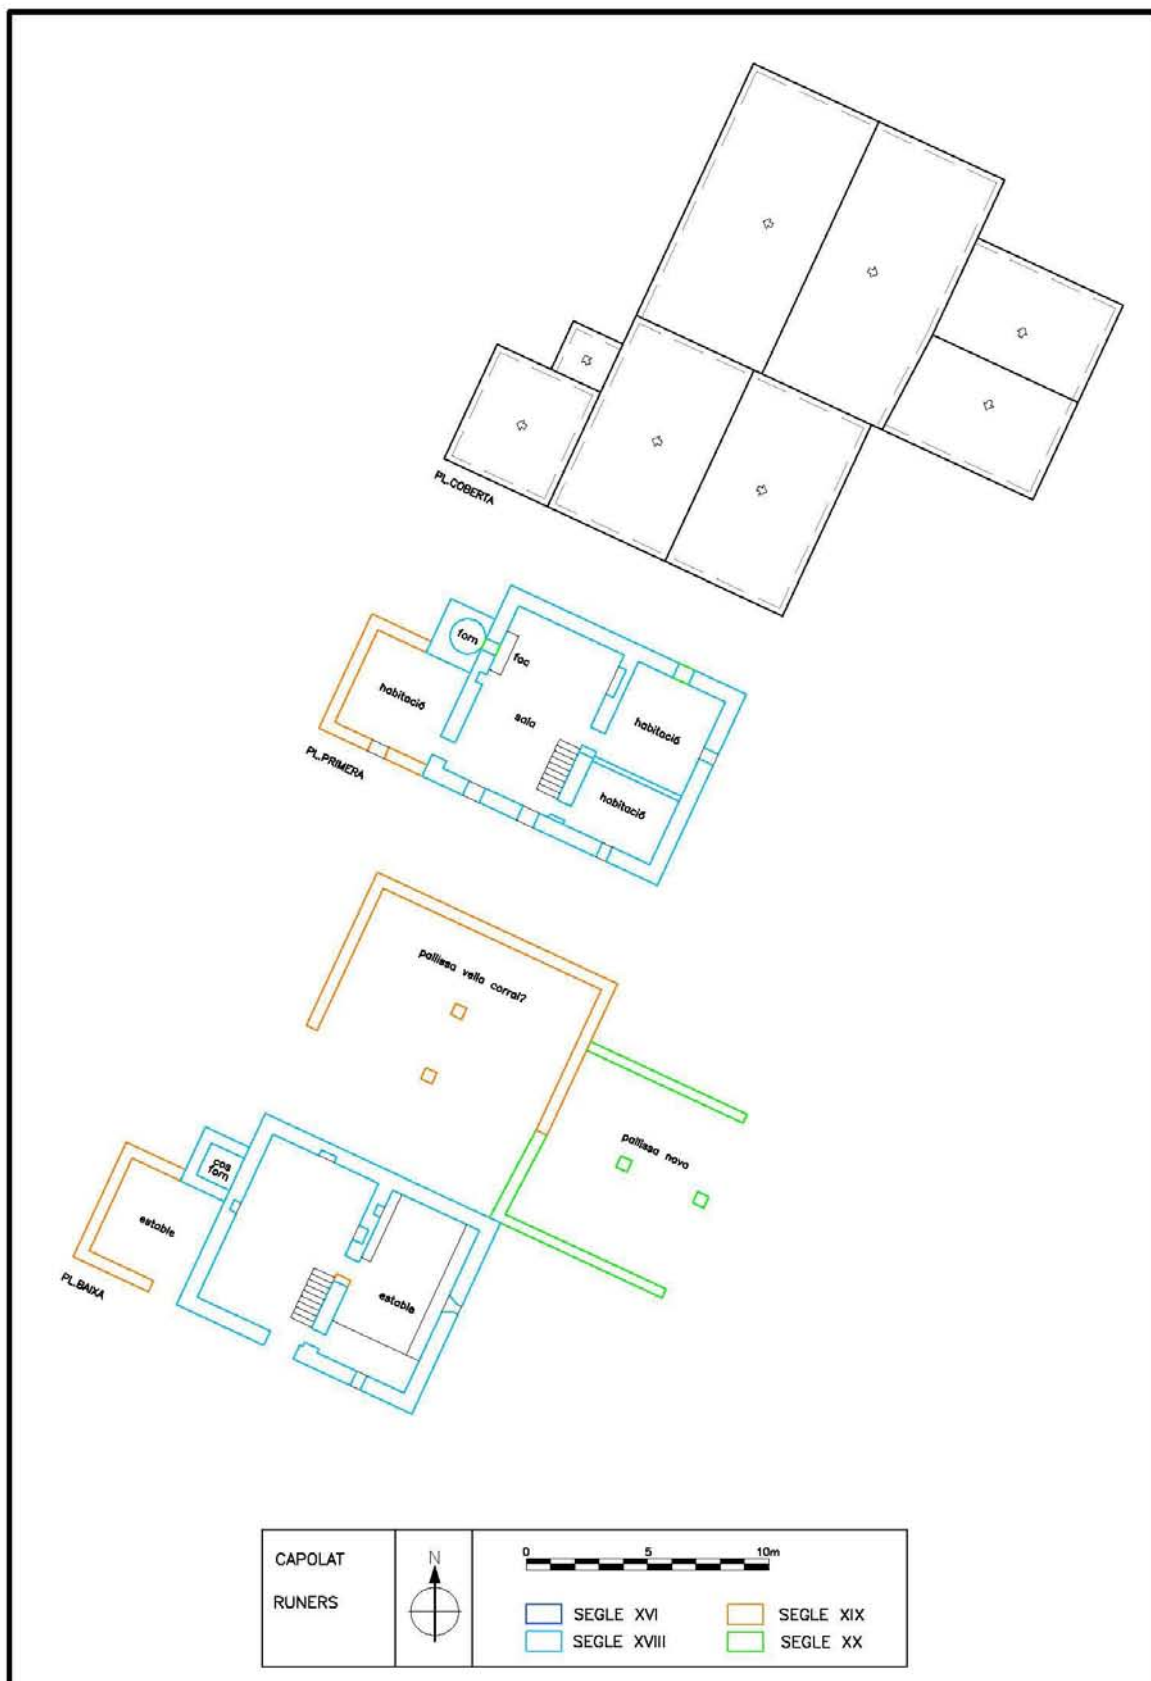 PL.COBERTA
forn
foc
habitació
sala
habitació
habitació
PL.PRIMERA
pallissa vella corral?
pallissa nova
cos
forn
estable
estable
PL.BAIXA
CAPOLAT
RUNERS
N
0 5 10m
SEGLE XVI
SEGLE XVIII
SEGLE XIX
SEGLE XX